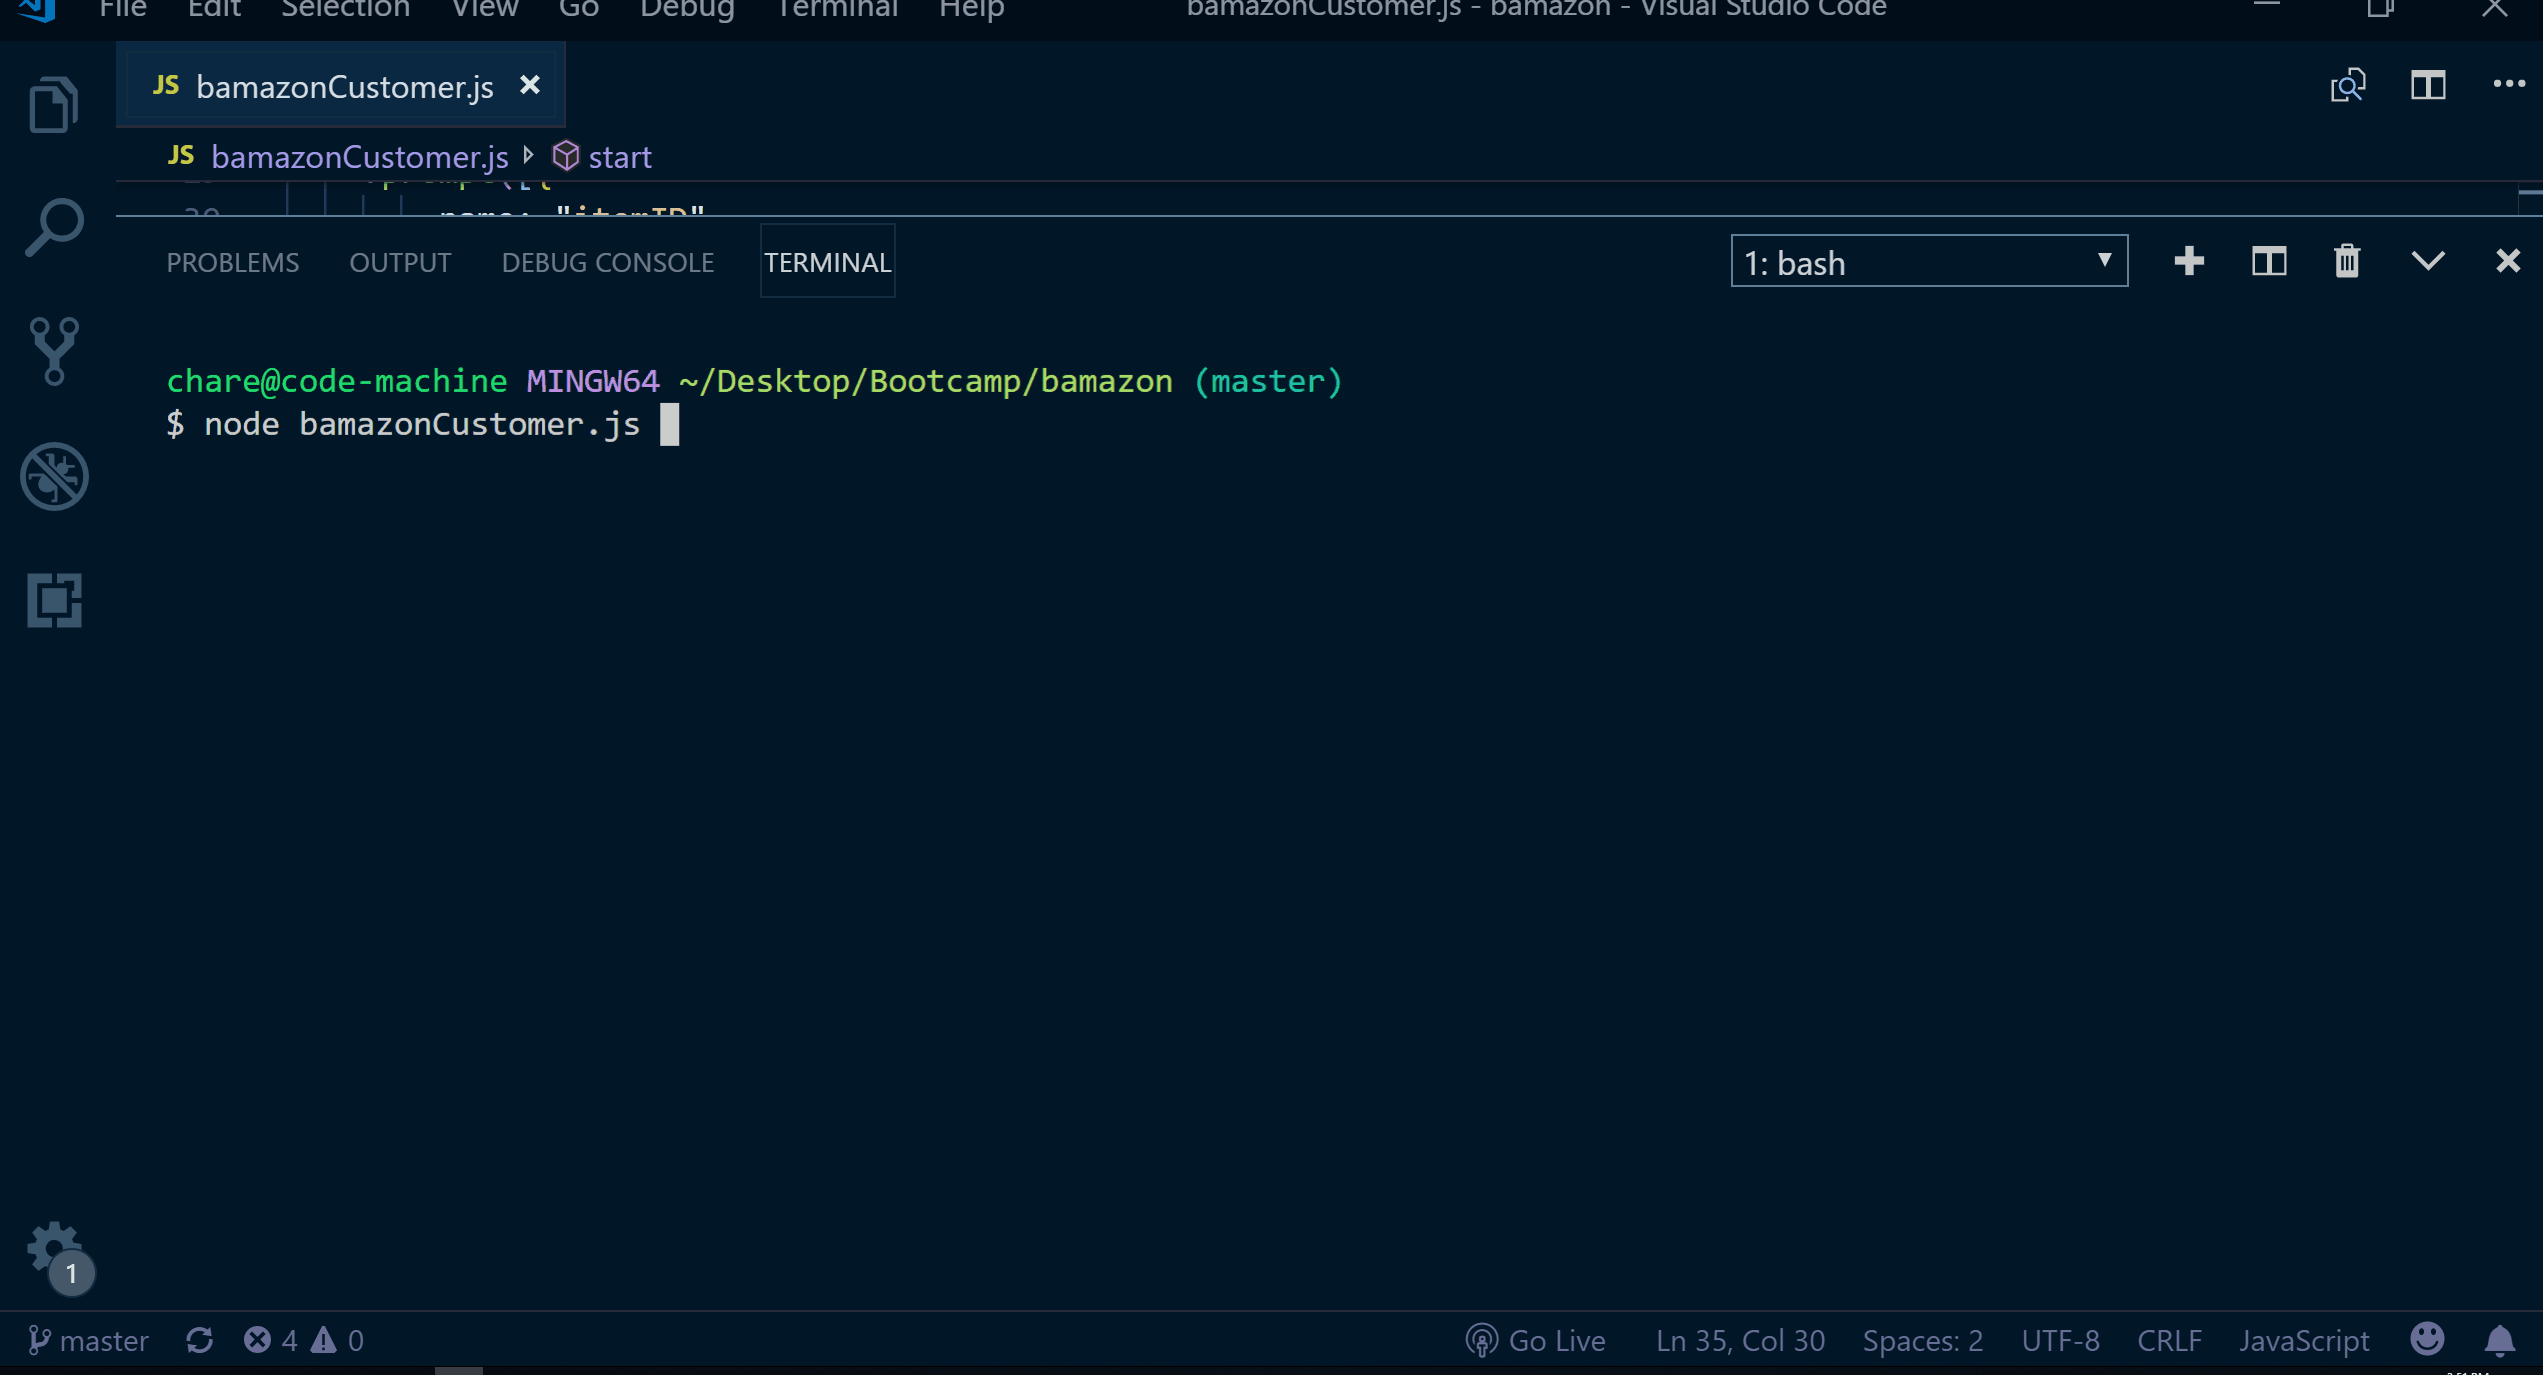 File Edit Selection View Go Debug Terminal Help bamazonCustomer.js - bamazon - Visual Studio Code
JS bamazonCustomer.js
JS bamazonCustomer.js start
30 name: "itemID"
PROBLEMS OUTPUT DEBUG CONSOLE TERMINAL 1: bash
chare@code-machine MINGW64 ~/Desktop/Bootcamp/bamazon (master)
$ node bamazonCustomer.js
1
master 4 0 Go Live Ln 35, Col 30 Spaces: 2 UTF-8 CRLF JavaScript